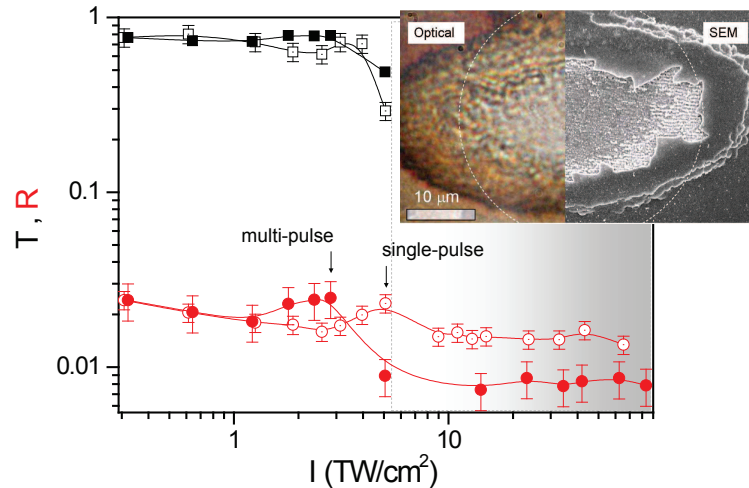 1
0.1
0.01
T , R
Optical
SEM
10 μm
multi-pulse
single-pulse
1
10
I (TW/cm²)